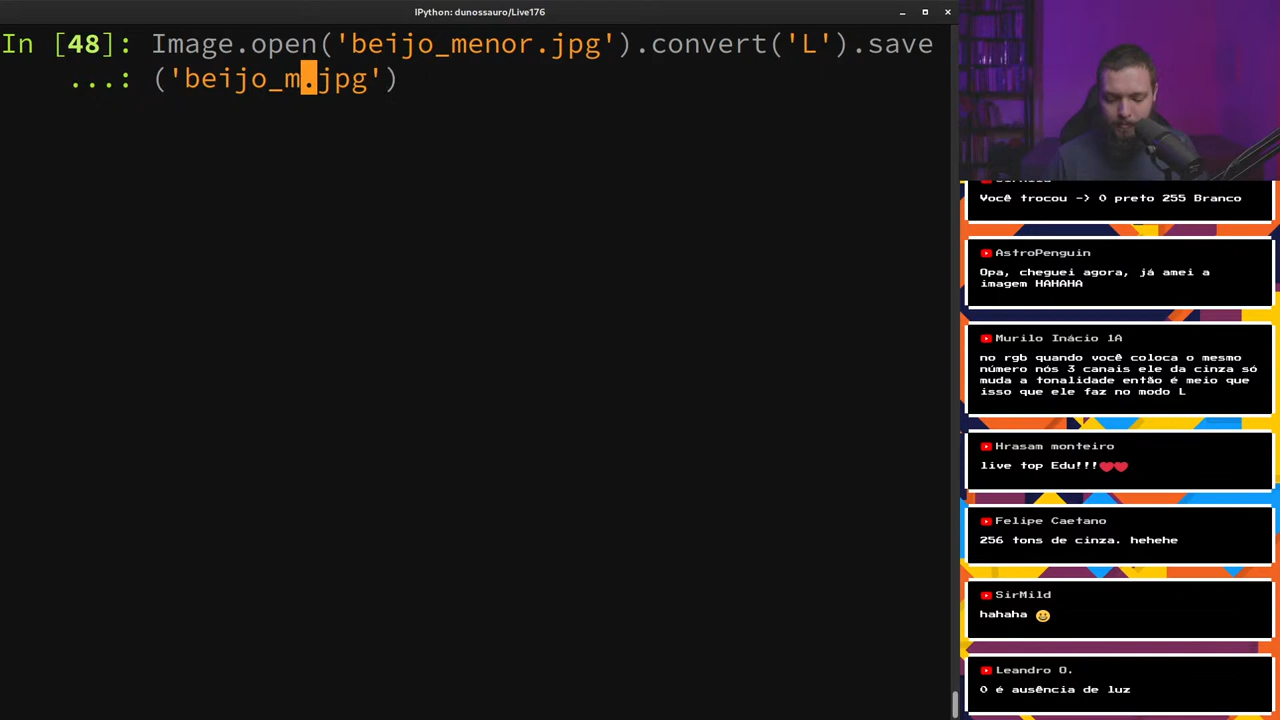 IPython: dunossauro/Live176
In [48]: Image.open('beijo_menor.jpg').convert('L').save
...: ('beijo_m.jpg')
Você trocou -> 0 preto 255 Branco
AstroPenguin
Opa, cheguei agora, já amei a
imagem HAHAHA
Murilo Inácio 1A
no rgb quando você coloca o mesmo
número nós 3 canais ele da cinza só
muda a tonalidade então é meio que
isso que ele faz no modo L
Hrasam monteiro
live top Edu!!!❤❤
Felipe Caetano
256 tons de cinza. hehehe
SirMild
hahaha 😀
Leandro O.
0 é ausência de luz